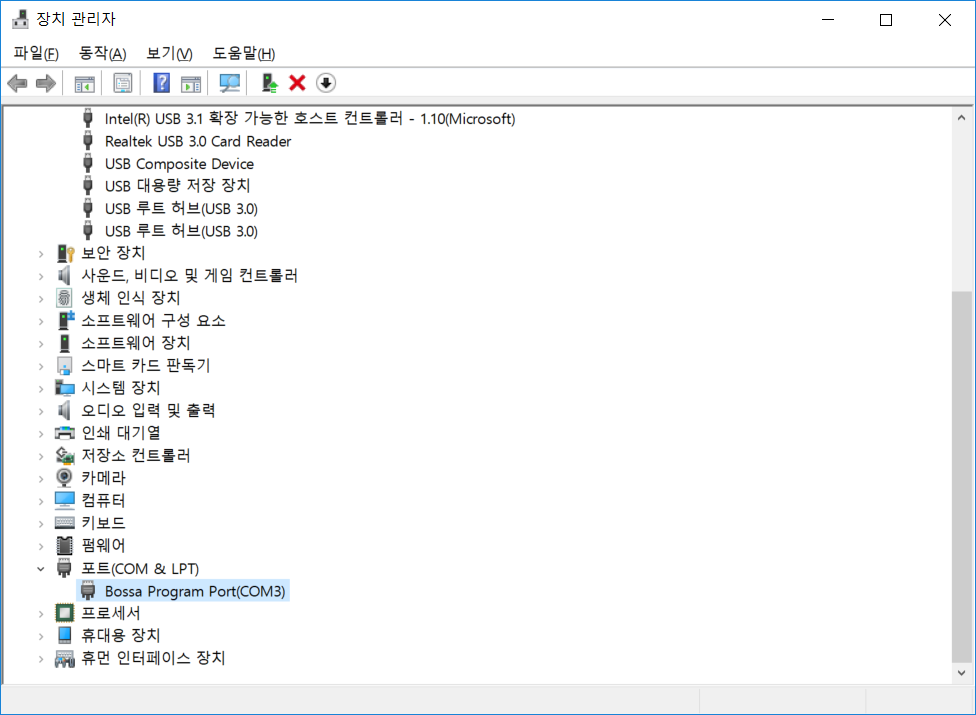 장치 관리자
파일(F) 동작(A) 보기(V) 도움말(H)
Intel(R) USB 3.1 확장 가능한 호스트 컨트롤러 - 1.10(Microsoft)
Realtek USB 3.0 Card Reader
USB Composite Device
USB 대용량 저장 장치
USB 루트 허브(USB 3.0)
USB 루트 허브(USB 3.0)
보안 장치
사운드, 비디오 및 게임 컨트롤러
생체 인식 장치
소프트웨어 구성 요소
소프트웨어 장치
스마트 카드 판독기
시스템 장치
오디오 입력 및 출력
인쇄 대기열
저장소 컨트롤러
카메라
컴퓨터
키보드
펌웨어
포트(COM & LPT)
Bossa Program Port(COM3)
프로세서
휴대용 장치
휴먼 인터페이스 장치